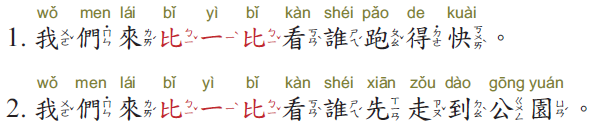 wǒ men lái bǐ yì bǐ kàn shéi pǎo de kuài
1. 我們來比一比看誰跑得快。
wǒ men lái bǐ yì bǐ kàn shéi xiān zǒu dào gōng yuán
2. 我們來比一比看誰先走到公園。